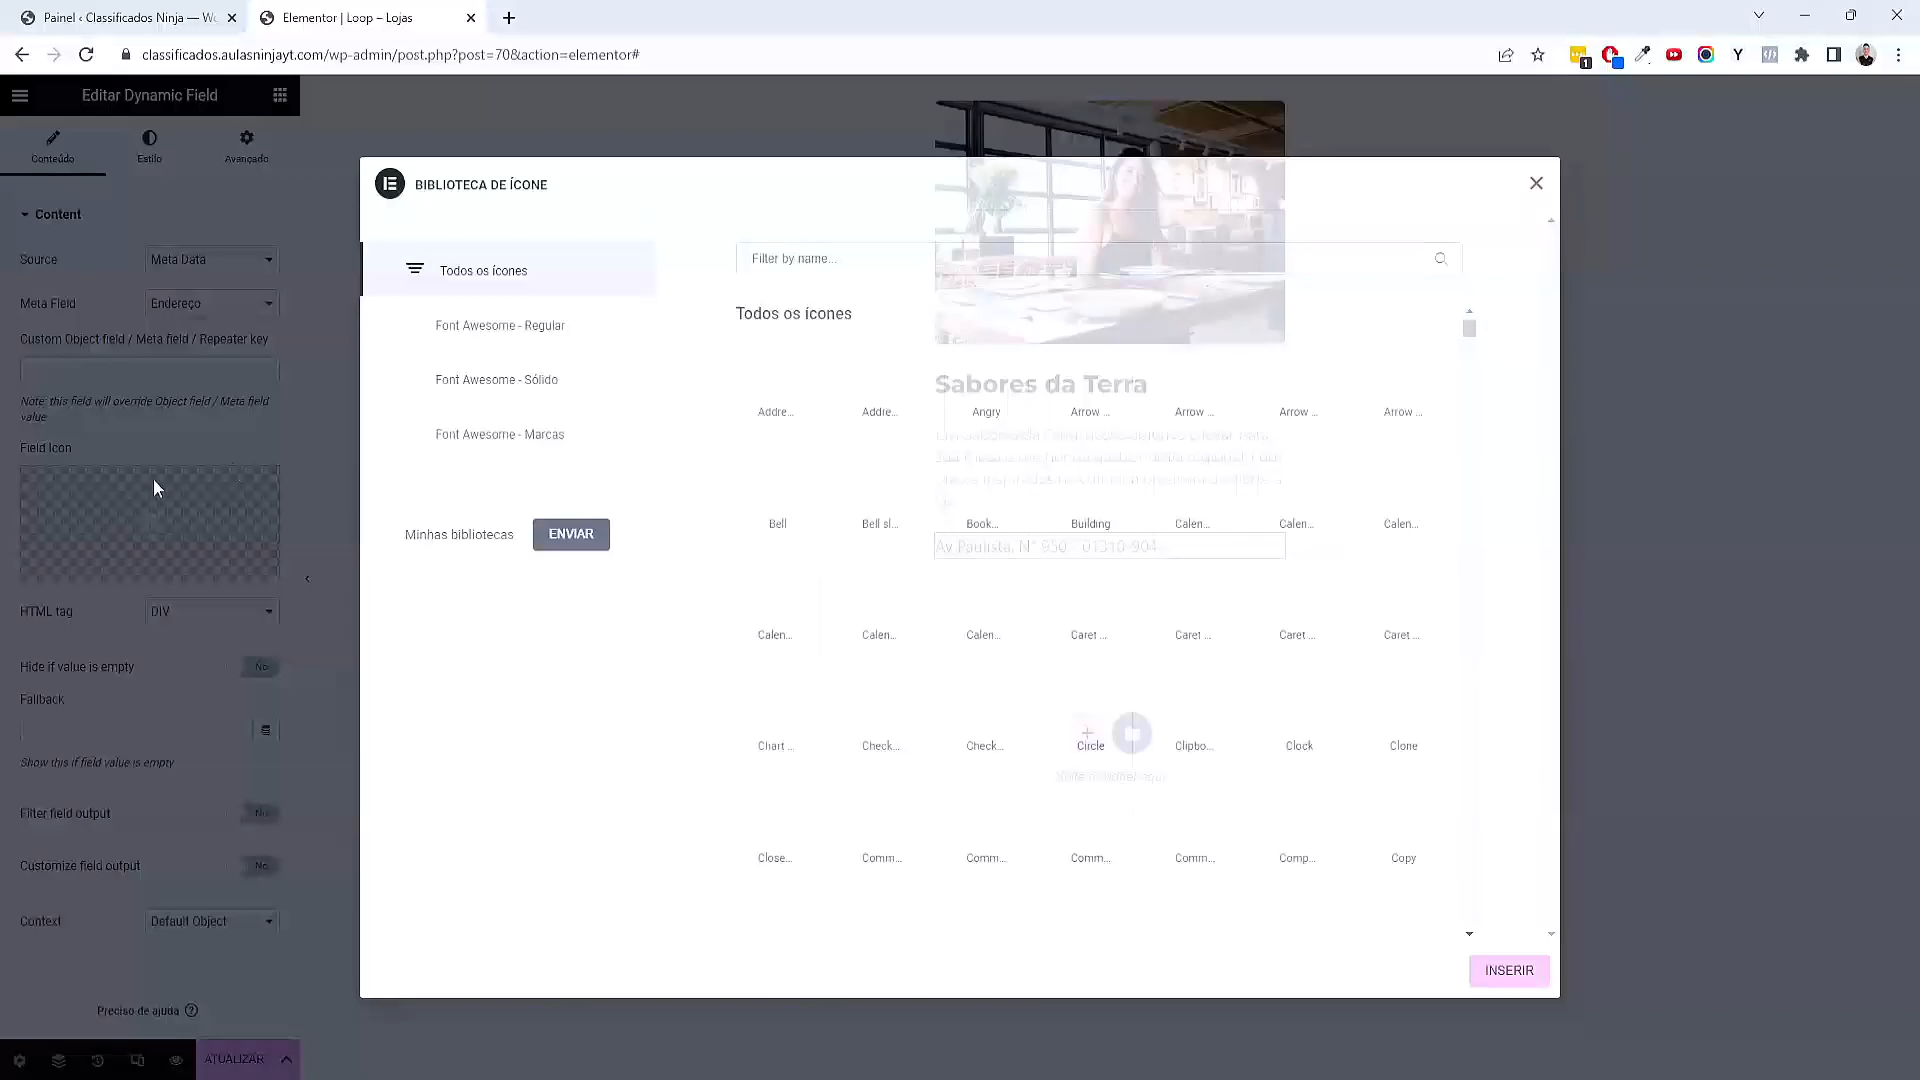 Painel ‹ Classificados Ninja — Wo
Elementor | Loop – Lojas
classificados.aulasninjayt.com/wp-admin/post.php?post=70&action=elementor#
1
Editar Dynamic Field
Conteúdo
Estilo
Avançado
Content
Source
Meta Data
Meta Field
Endereço
Custom Object field / Meta field / Repeater key
Note: this field will override Object field / Meta field
value
Field Icon
HTML tag
DIV
Hide if value is empty
No
Fallback
Show this if field value is empty
Filter field output
No
Customize field output
No
Context
Default Object
Preciso de ajuda
ATUALIZAR
BIBLIOTECA DE ÍCONE
Todos os ícones
Font Awesome - Regular
Font Awesome - Sólido
Font Awesome - Marcas
Minhas bibliotecas
ENVIAR
Filter by name...
Todos os ícones
Sabores da Terra
Addre...
Addre...
Angry
Arrow ...
Arrow ...
Arrow ...
Arrow ...
Bell
Bell sl...
Book...
Building
Calen...
Calen...
Calen...
Av Paulista, N° 950 - 01310-904
Calen...
Calen...
Calen...
Caret ...
Caret ...
Caret ...
Caret ...
Chart ...
Check...
Check...
Circle
Clipbo...
Clock
Clone
Close...
Comm...
Comm...
Comm...
Comm...
Comp...
Copy
INSERIR